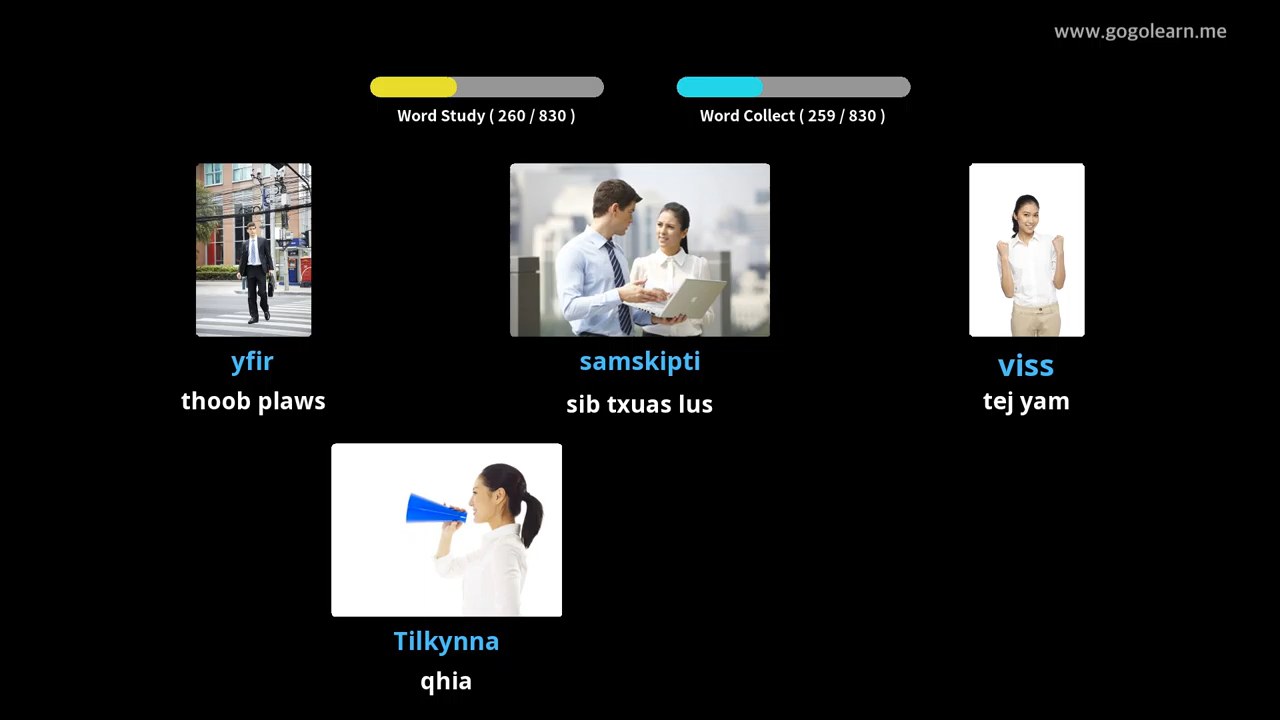 www.gogolearn.me
Word Study ( 260 / 830 )
Word Collect ( 259 / 830 )
yfir
thoob plaws
samskipti
sib txuas lus
viss
tej yam
Tilkynna
qhia